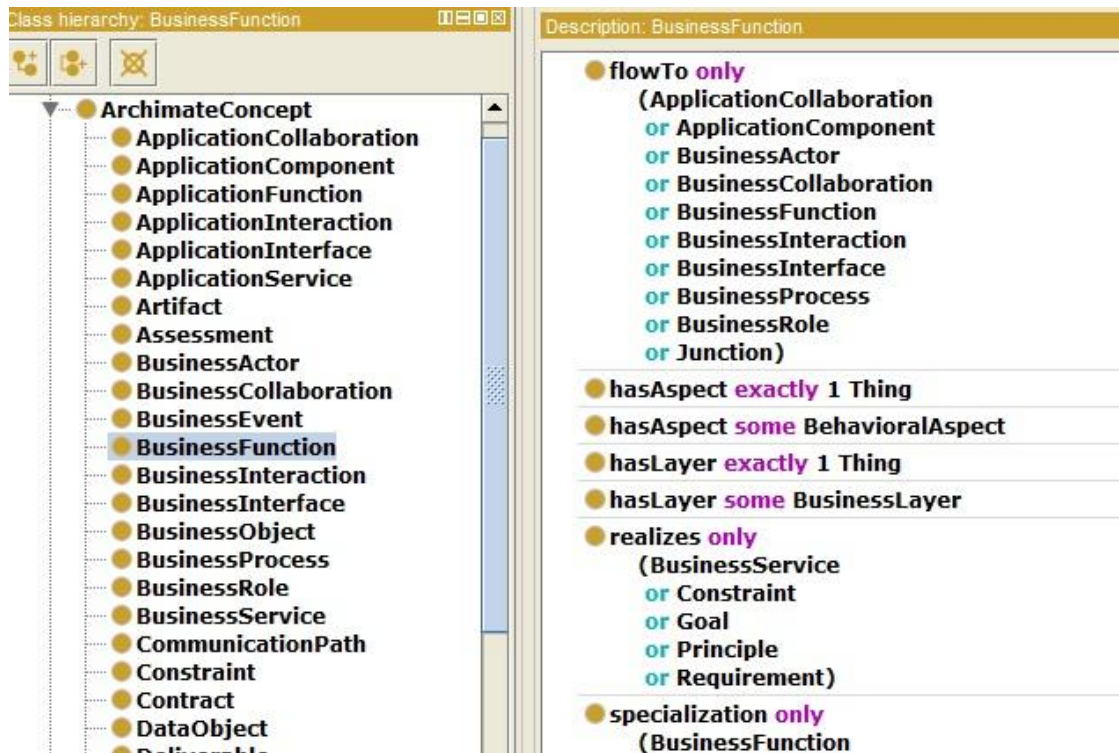 Class hierarchy: BusinessFunction
ArchimateConcept
ApplicationCollaboration
ApplicationComponent
ApplicationFunction
ApplicationInteraction
ApplicationInterface
ApplicationService
Artifact
Assessment
BusinessActor
BusinessCollaboration
BusinessEvent
BusinessFunction
BusinessInteraction
BusinessInterface
BusinessObject
BusinessProcess
BusinessRole
BusinessService
CommunicationPath
Constraint
Contract
DataObject
Deliverable
Description: BusinessFunction
flowTo only
(ApplicationCollaboration
or ApplicationComponent
or BusinessActor
or BusinessCollaboration
or BusinessFunction
or BusinessInteraction
or BusinessInterface
or BusinessProcess
or BusinessRole
or Junction)
hasAspect exactly 1 Thing
hasAspect some BehavioralAspect
hasLayer exactly 1 Thing
hasLayer some BusinessLayer
realizes only
(BusinessService
or Constraint
or Goal
or Principle
or Requirement)
specialization only
(BusinessFunction